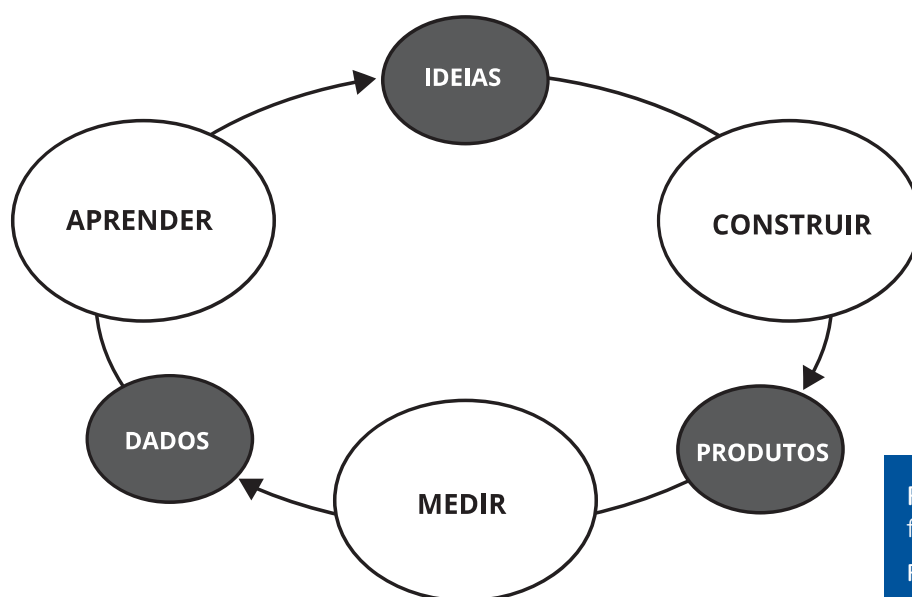 IDEIAS
APRENDER
CONSTRUIR
DADOS
PRODUTOS
MEDIR